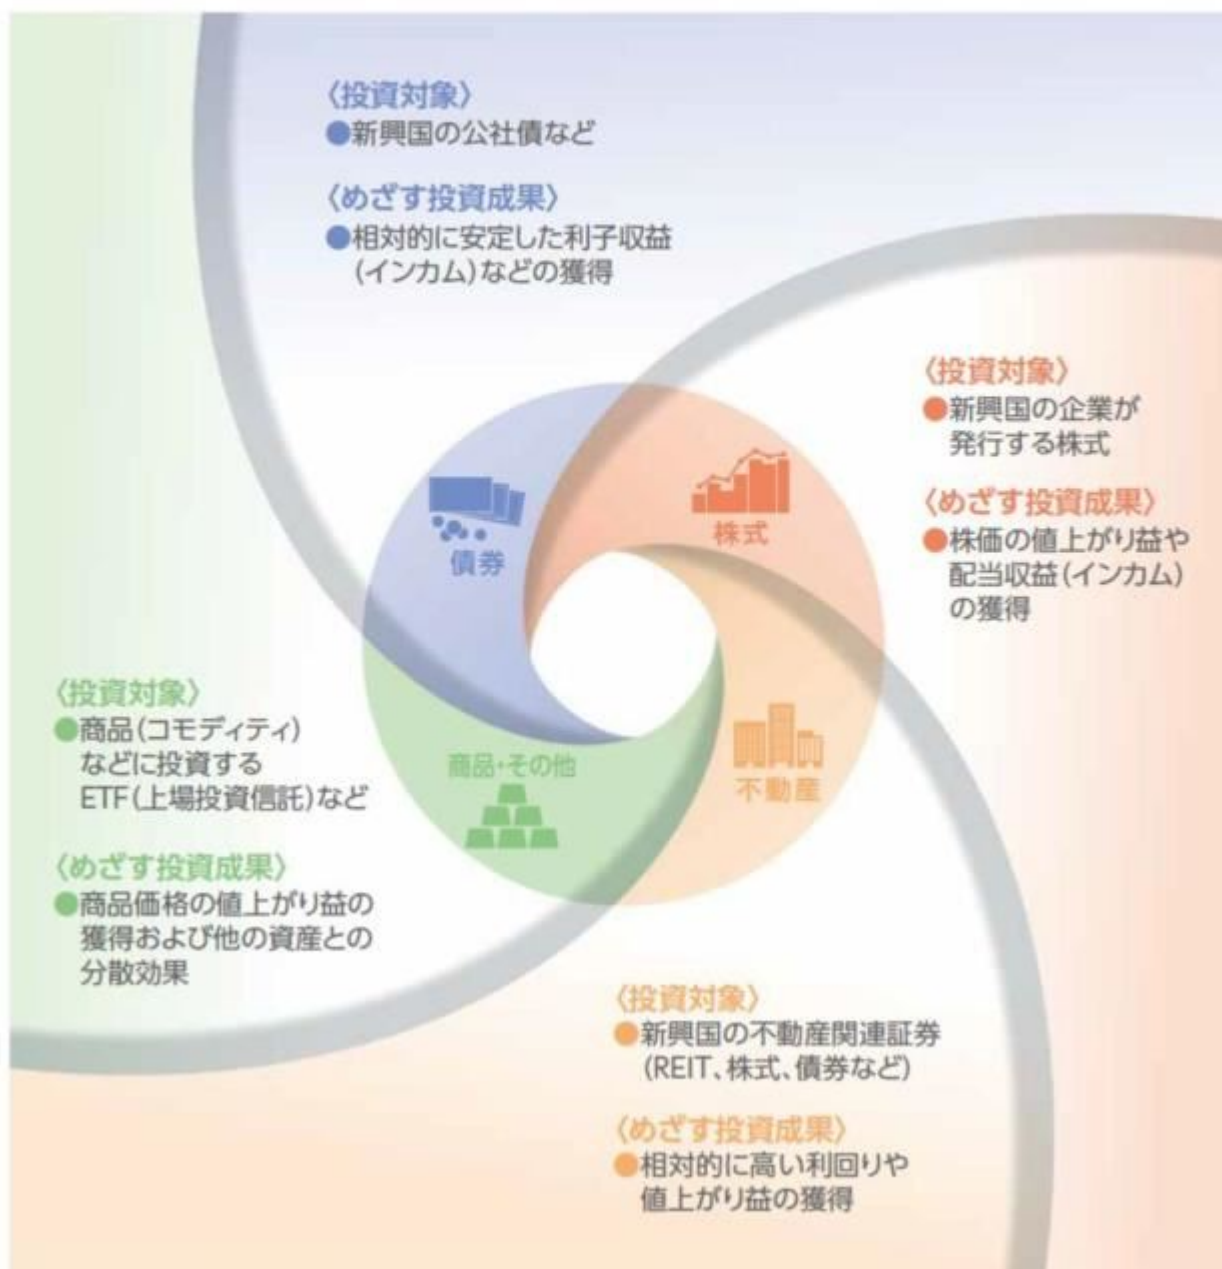 〈投資対象〉
●新興国の公社債など
〈めざす投資成果〉
●相対的に安定した利子収益
(インカム)などの獲得
〈投資対象〉
●新興国の企業が
発行する株式
〈めざす投資成果〉
●株価の値上がり益や
配当収益(インカム)
の獲得
債券
株式
商品・その他
不動産
〈投資対象〉
●商品(コモディティ)
などに投資する
ETF(上場投資信託)など
〈めざす投資成果〉
●商品価格の値上がり益の
獲得および他の資産との
分散効果
〈投資対象〉
●新興国の不動産関連証券
(REIT、株式、債券など)
〈めざす投資成果〉
●相対的に高い利回りや
値上がり益の獲得